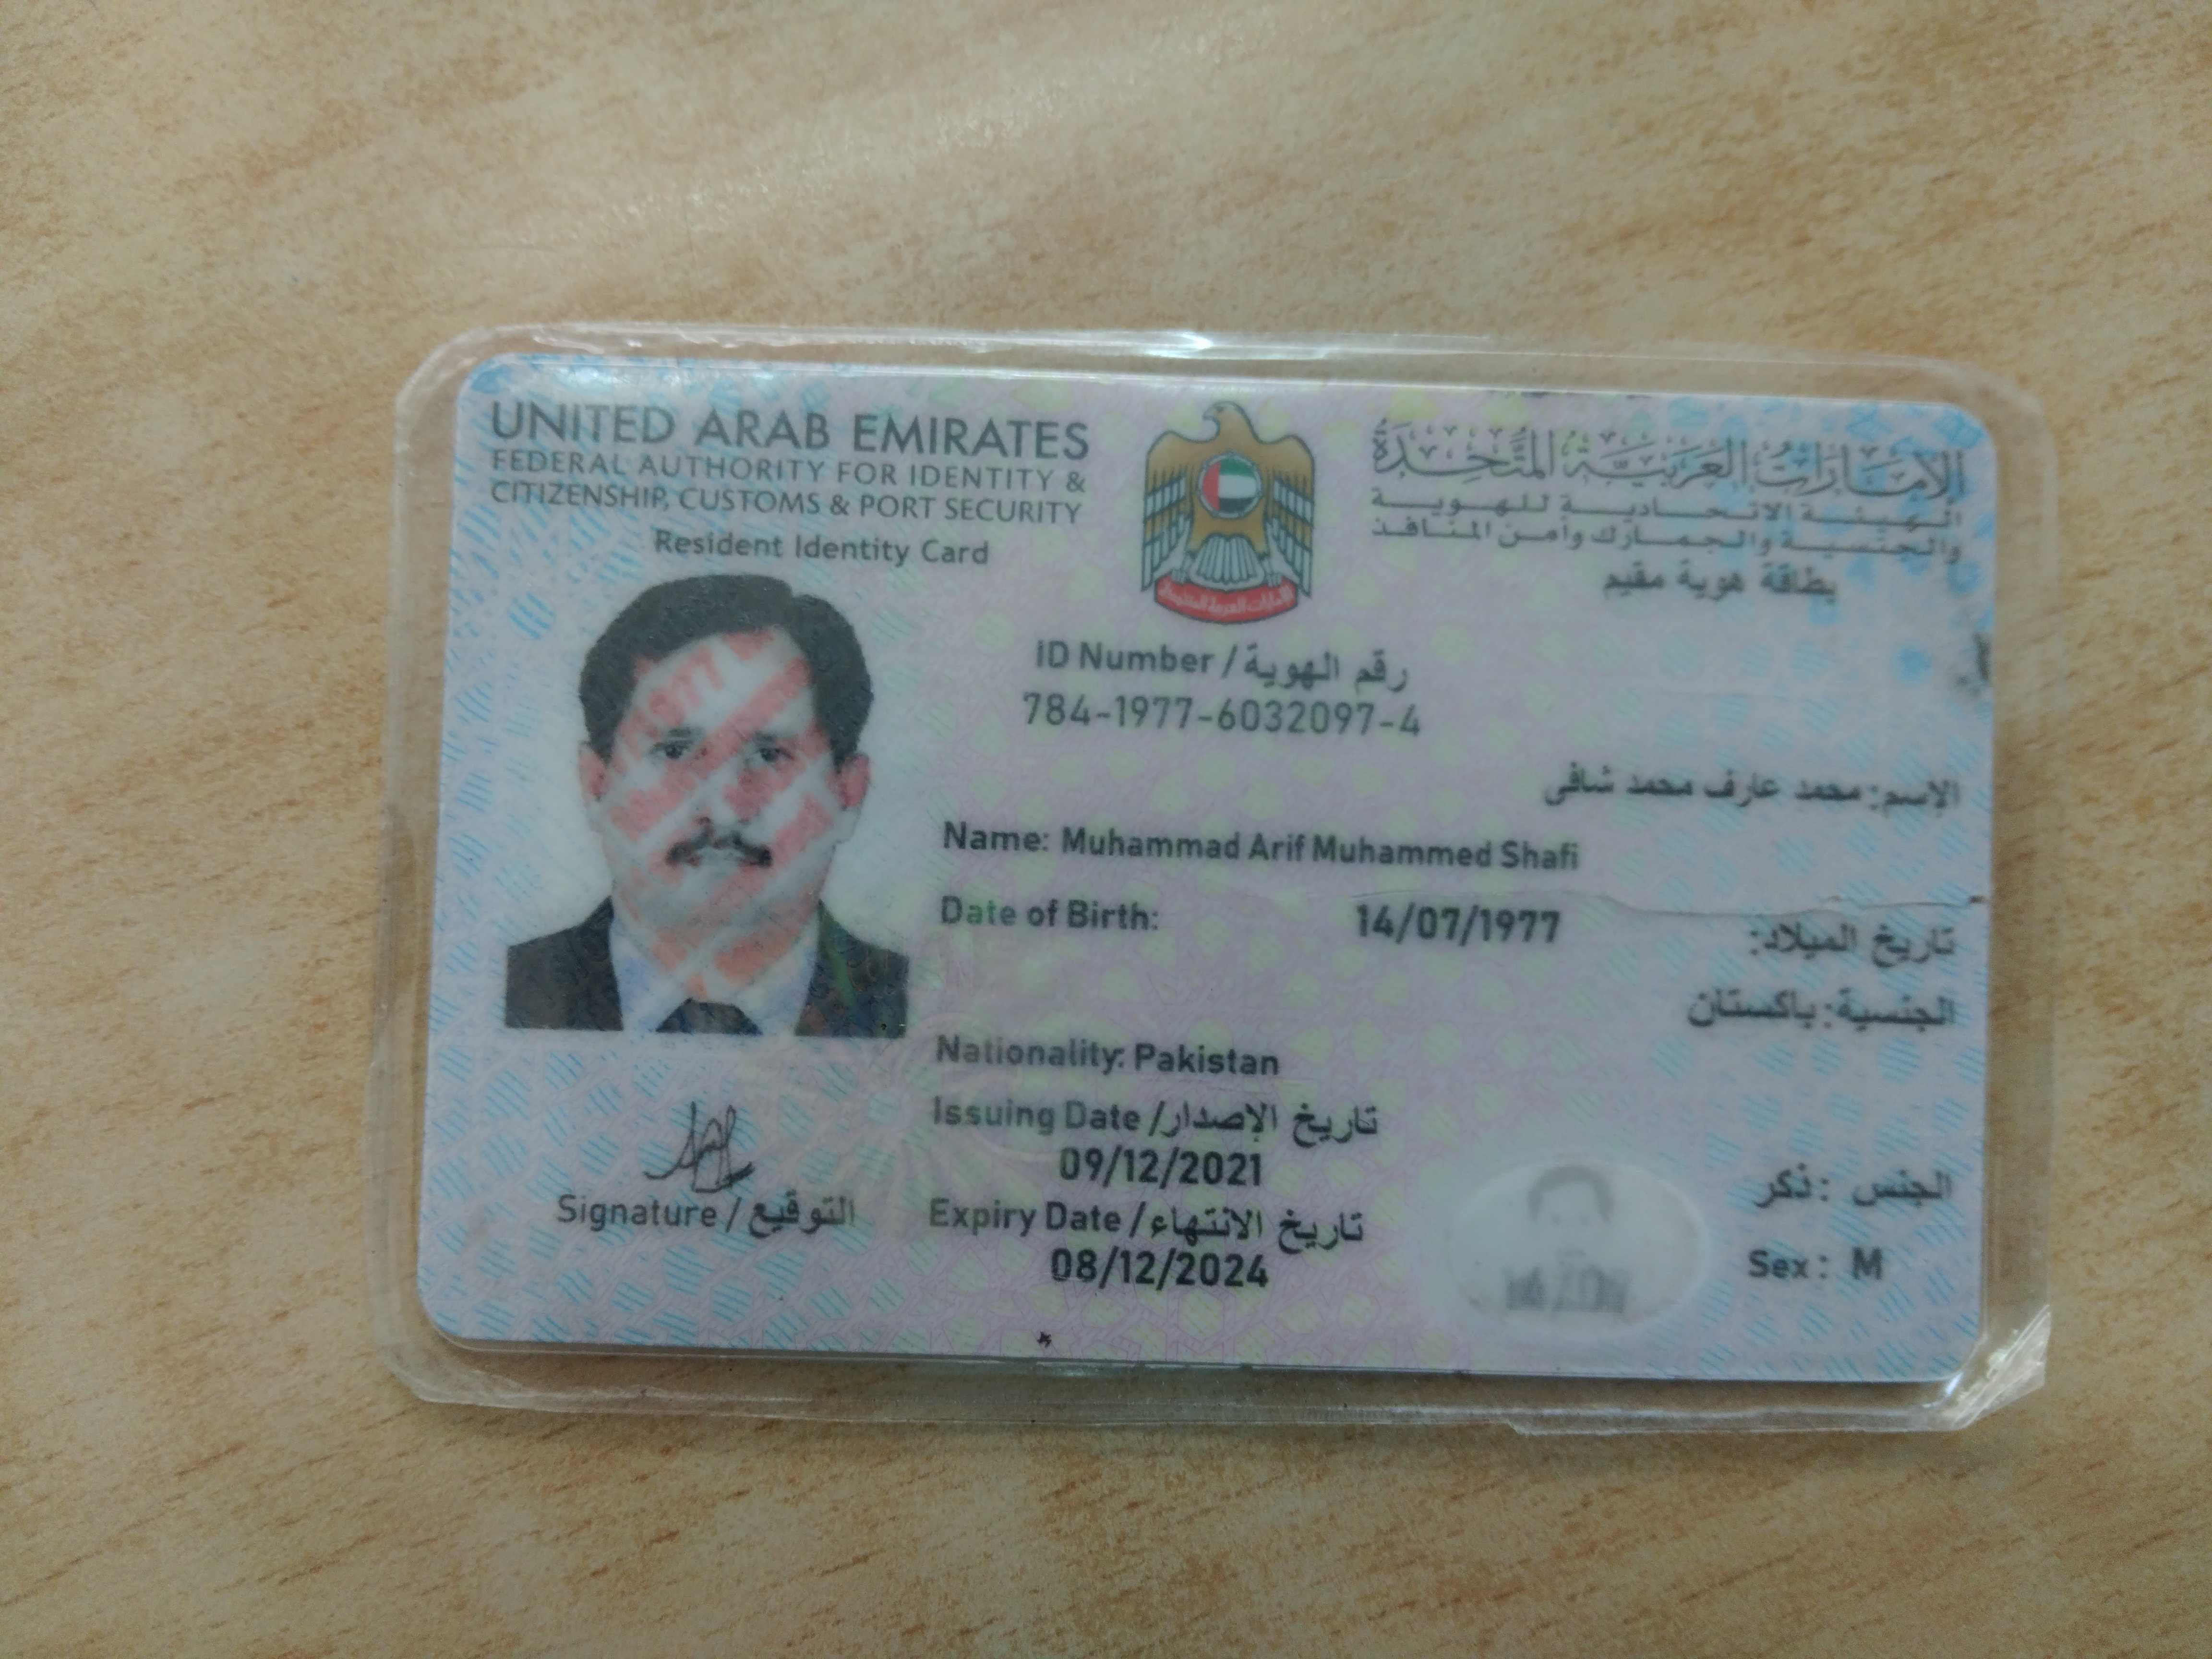 UNITED ARAB EMIRATES
FEDERAL AUTHORITY FOR IDENTITY &
CITIZENSHIP, CUSTOMS & PORT SECURITY
Resident Identity Card
الإمارات العربية المتحدة
الهيئة الاتحادية للهوية
والجنسية والجمارك وأمن المنافذ
بطاقة هوية مقيم
ID Number / رقم الهوية
784-1977-6032097-4
الإسم: محمد عارف محمد شافى
Name: Muhammad Arif Muhammed Shafi
Date of Birth: 14/07/1977 تاريخ الميلاد:
الجنسية: باكستان
Nationality: Pakistan
Issuing Date / تاريخ الإصدار
09/12/2021
Expiry Date / تاريخ الانتهاء
08/12/2024
الجنس : ذكر
Sex : M
Signature / التوقيع